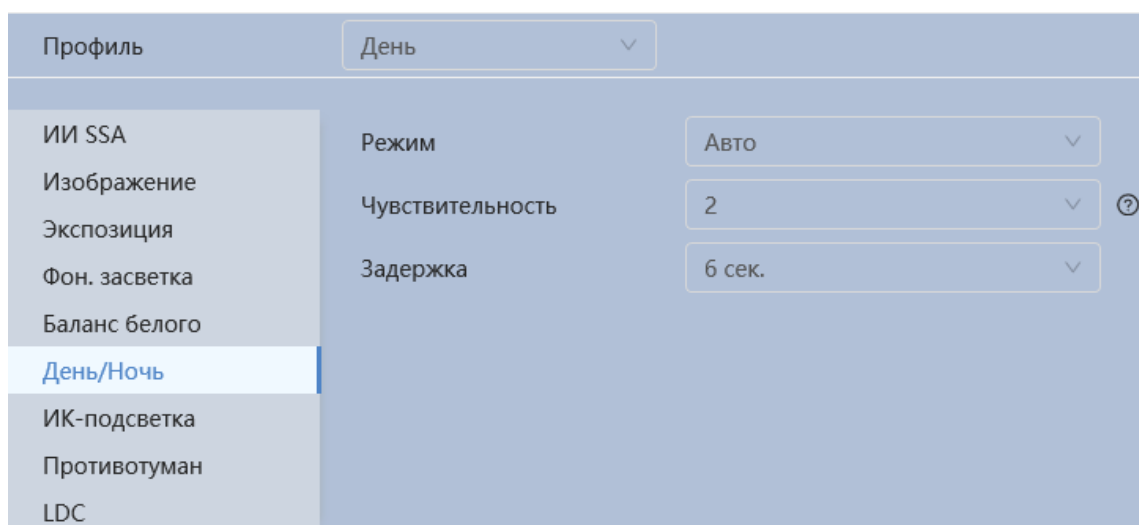 Профиль День
ИИ SSA
Изображение
Экспозиция
Фон. засветка
Баланс белого
День/Ночь
ИК-подсветка
Противотуман
LDC
Режим Авто
Чувствительность 2 ?
Задержка 6 сек.